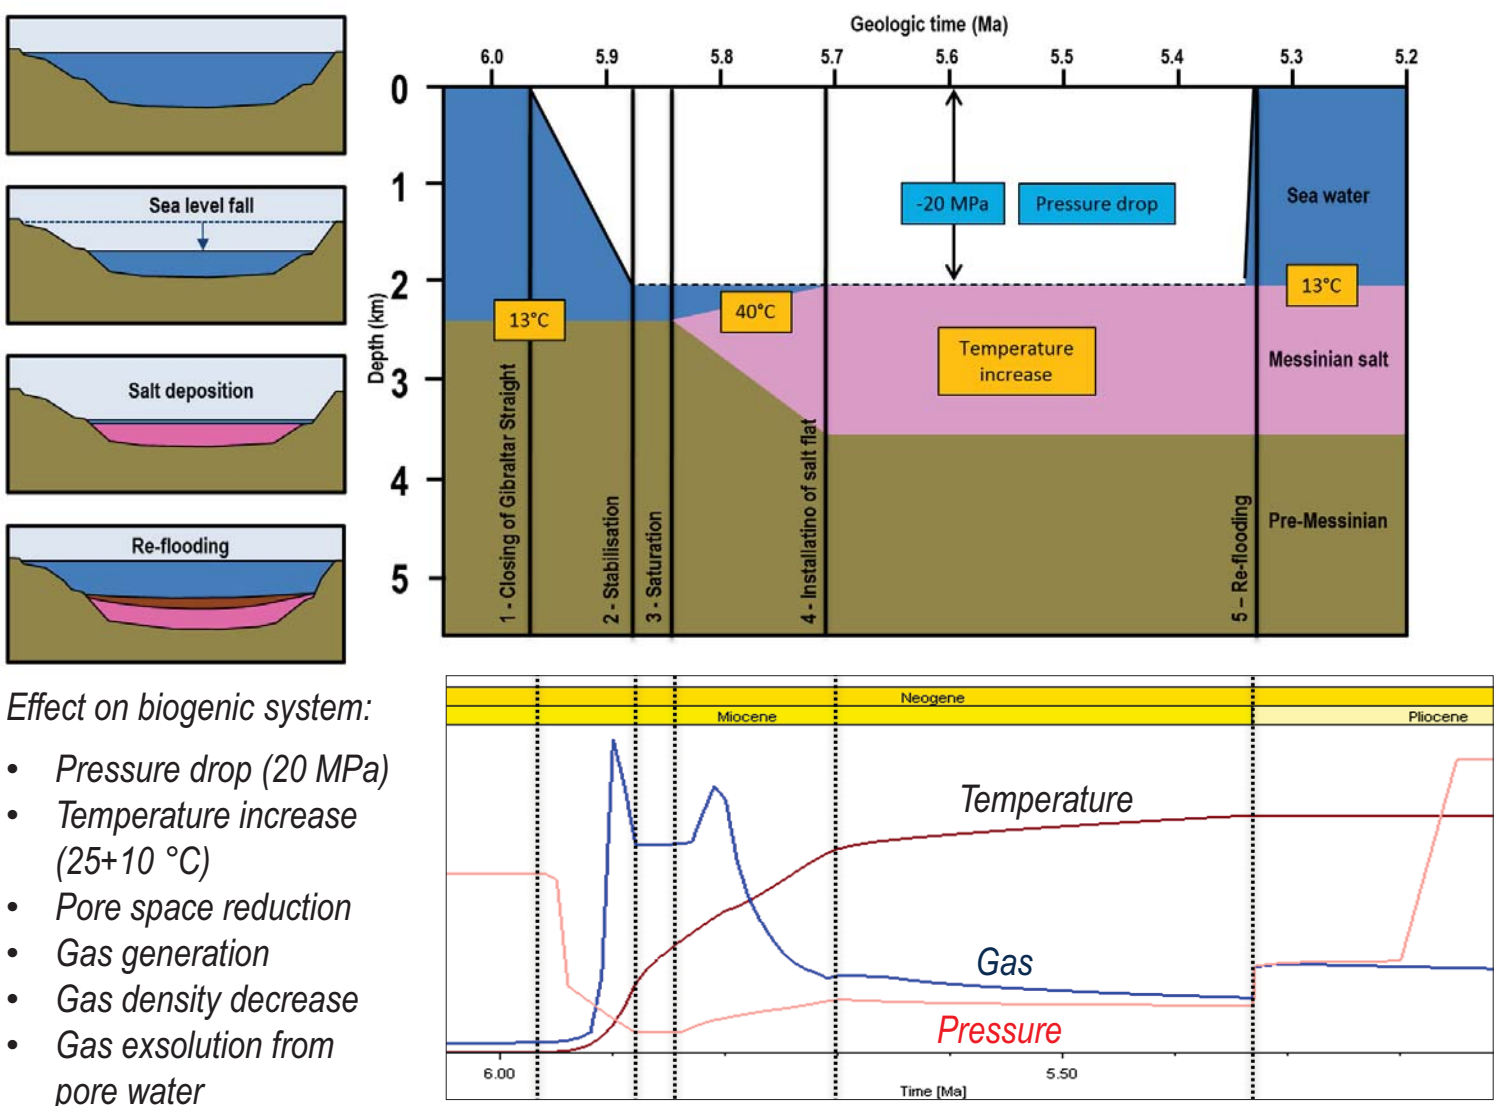 Sea level fall
Salt deposition
Re-flooding
Geologic time (Ma)
6.0 5.9 5.8 5.7 5.6 5.5 5.4 5.3 5.2
Depth (km)
0
1
2
3
4
5
-20 MPa
Pressure drop
Sea water
13°C
40°C
13°C
Temperature
increase
Messinian salt
Pre-Messinian
1 - Closing of Gibraltar Straight
2 - Stabilisation
3 - Saturation
4 - Installatino of salt flat
5 – Re-flooding
Effect on biogenic system:
• Pressure drop (20 MPa)
• Temperature increase
(25+10 °C)
• Pore space reduction
• Gas generation
• Gas density decrease
• Gas exsolution from
pore water
Neogene
Miocene
Pliocene
Temperature
Gas
Pressure
6.00
5.50
Time [Ma]